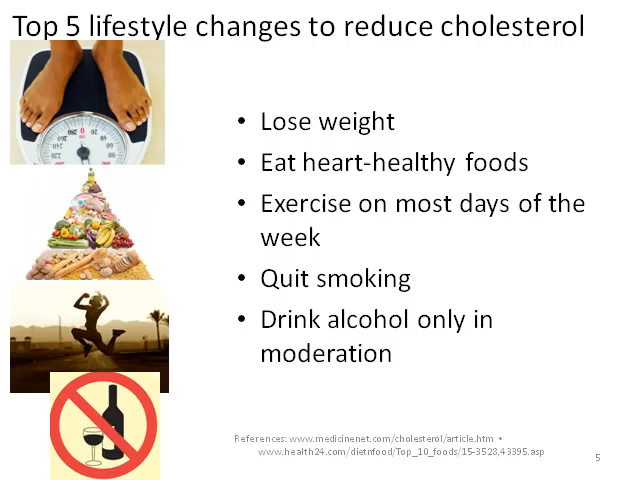 Top 5 lifestyle changes to reduce cholesterol
• Lose weight
• Eat heart-healthy foods
• Exercise on most days of the
week
• Quit smoking
• Drink alcohol only in
moderation
References: www.medicinenet.com/cholesterol/article.htm •
www.health24.com/dietnfood/Top_10_foods/15-3528,43395.asp
5